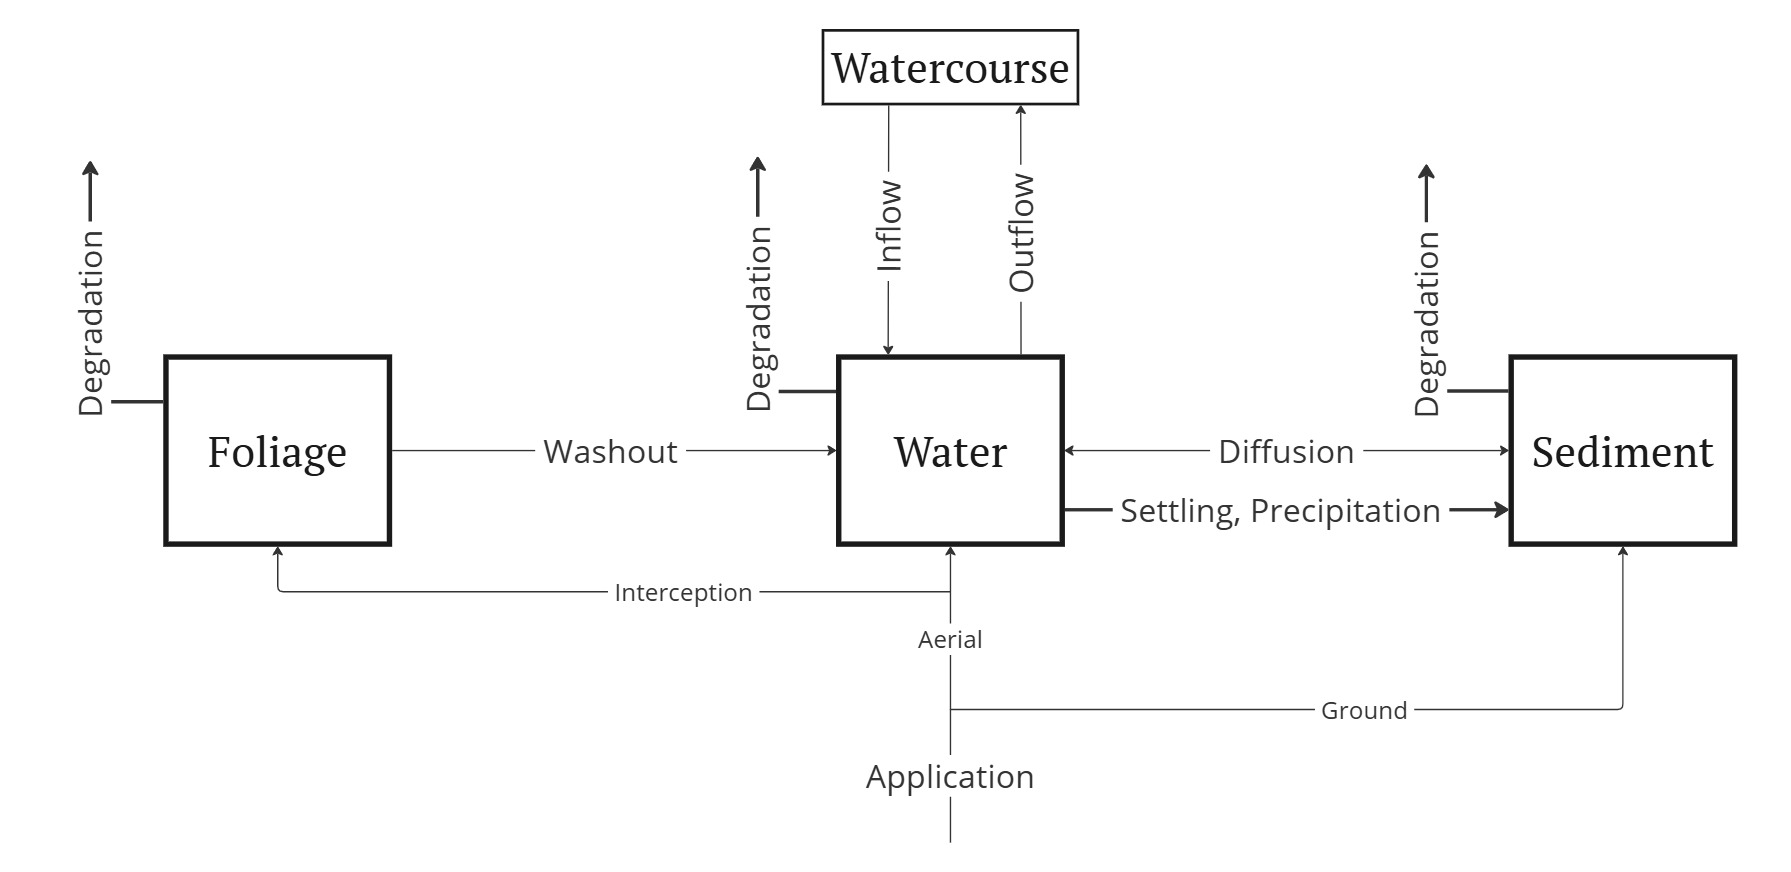 Watercourse
Degradation
Degradation
Inflow
Outflow
Degradation
Foliage
Washout
Water
Diffusion
Settling, Precipitation
Sediment
Interception
Aerial
Ground
Application